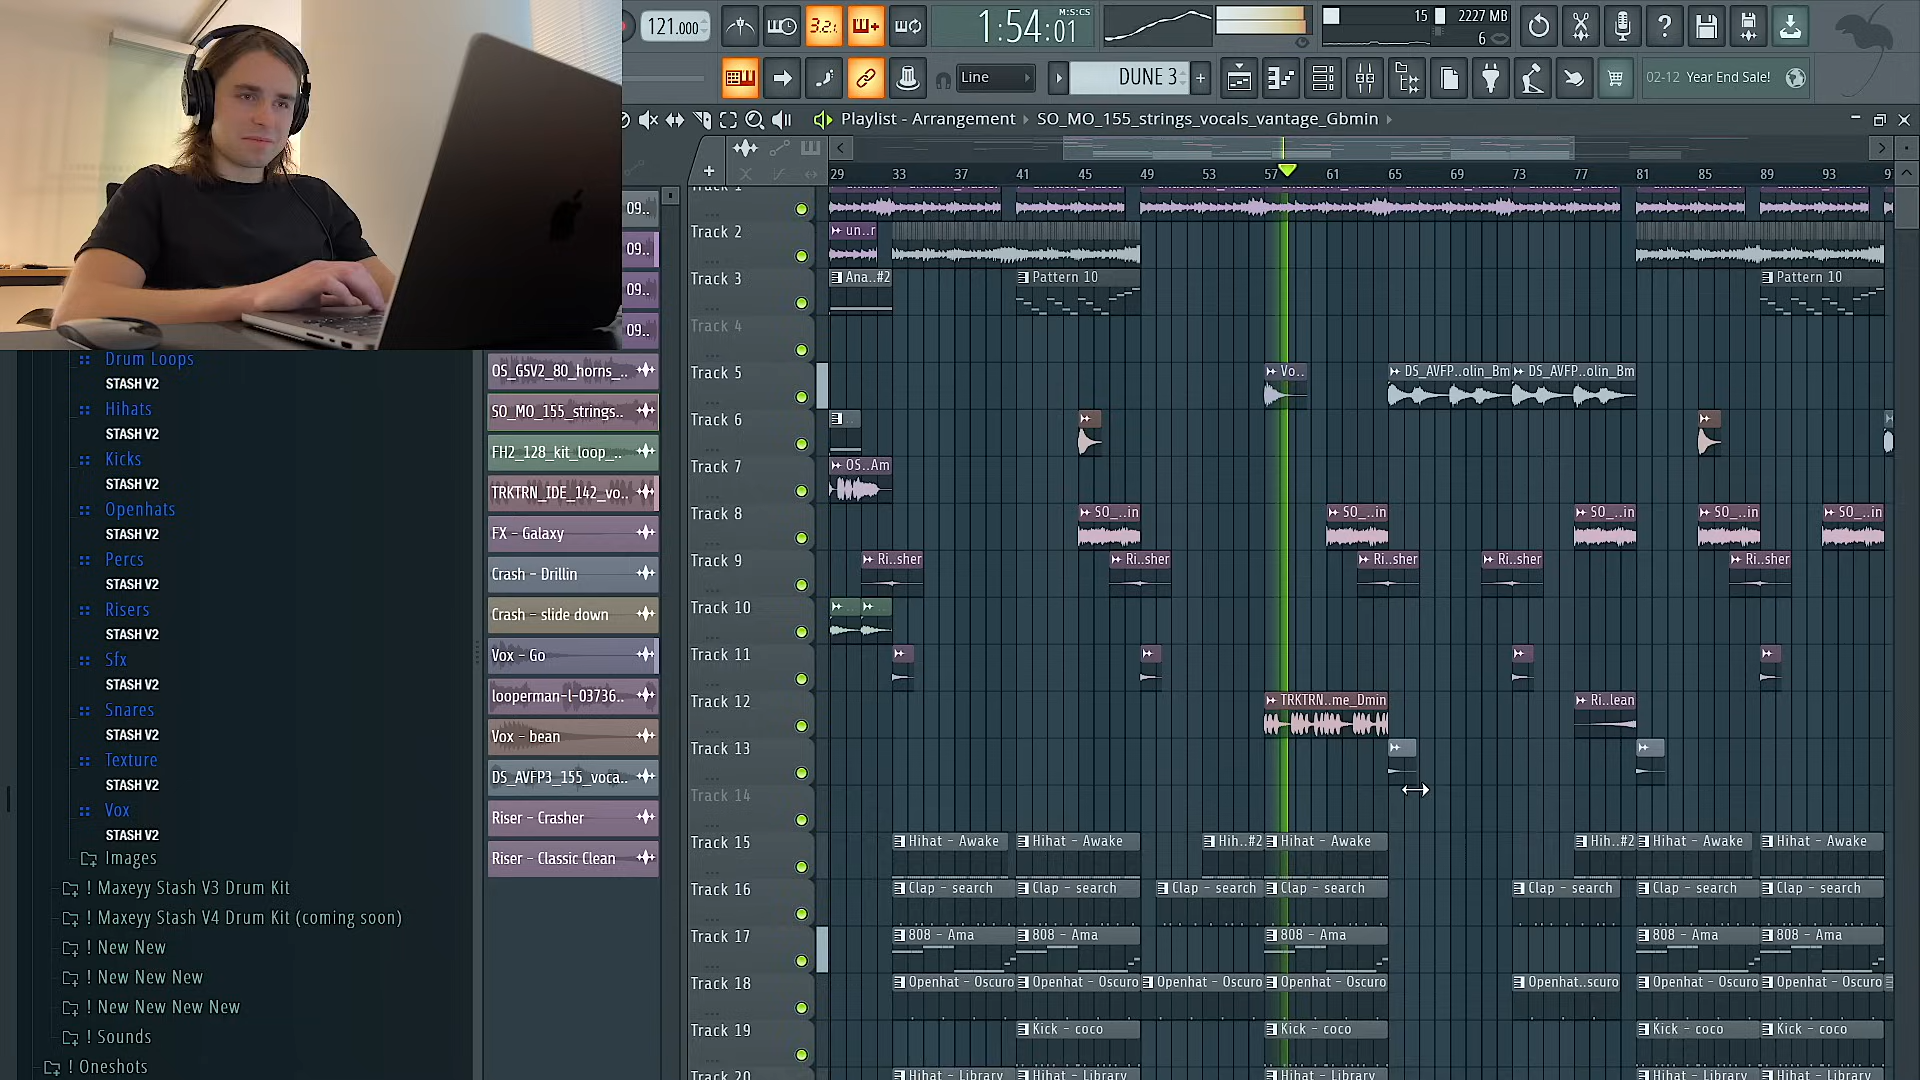 121.000
3.2.
1:54:01
M:S:CS
15
2227 MB
6
Line
DUNE 3
02-12 Year End Sale!
Playlist - Arrangement
SO_MO_155_strings_vocals_vantage_Gbmin
29 33 37 41 45 49 53 57 61 65 69 73 77 81 85 89 93 9
09..
09..
09..
09..
OS_GSV2_80_horns_..
SO_MO_155_strings..
FH2_128_kit_loop_..
TRKTRN_IDE_142_vo..
FX - Galaxy
Crash - Drillin
Crash - slide down
Vox - Go
looperman-l-03736..
Vox - bean
DS_AVFP3_155_voca..
Riser - Crasher
Riser - Classic Clean
Drum Loops
STASH V2
Hihats
STASH V2
Kicks
STASH V2
Openhats
STASH V2
Percs
STASH V2
Risers
STASH V2
Sfx
STASH V2
Snares
STASH V2
Texture
STASH V2
Vox
STASH V2
Images
! Maxeyy Stash V3 Drum Kit
! Maxeyy Stash V4 Drum Kit (coming soon)
! New New
! New New New
! New New New New
! Sounds
! Oneshots
Track 1
Track 2 un..r
Track 3 Ana..#2 Pattern 10 Pattern 10
Track 4
Track 5 Vo.. DS_AVFP..olin_Bm DS_AVFP..olin_Bm
Track 6
Track 7 OS..Am
Track 8 SO_..in SO_..in SO_..in SO_..in SO_..in
Track 9 Ri..sher Ri..sher Ri..sher Ri..sher Ri..sher
Track 10
Track 11
Track 12 TRKTRN..me_Dmin Ri..lean
Track 13
Track 14
Track 15 Hihat - Awake Hihat - Awake Hih..#2 Hihat - Awake Hih..#2 Hihat - Awake Hihat - Awake
Track 16 Clap - search Clap - search Clap - search Clap - search Clap - search Clap - search Clap - search
Track 17 808 - Ama 808 - Ama 808 - Ama 808 - Ama 808 - Ama
Track 18 Openhat - Oscuro Openhat - Oscuro Openhat - Oscuro Openhat - Oscuro Openhat..scuro Openhat - Oscuro Openhat - Oscuro
Track 19 Kick - coco Kick - coco Kick - coco Kick - coco
Track 20 Hihat - Library Hihat - Library Hihat - Library Hihat - Library Hihat - Library